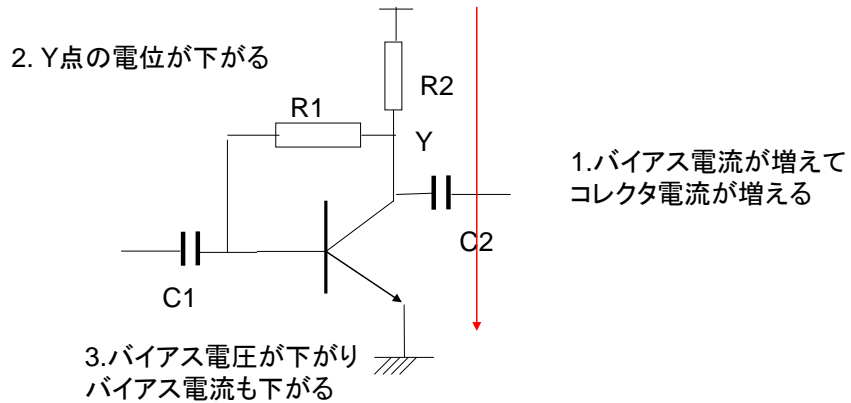 2. Y点の電位が下がる
R2
R1
Y
1.バイアス電流が増えて
コレクタ電流が増える
C2
C1
3.バイアス電圧が下がり
バイアス電流も下がる